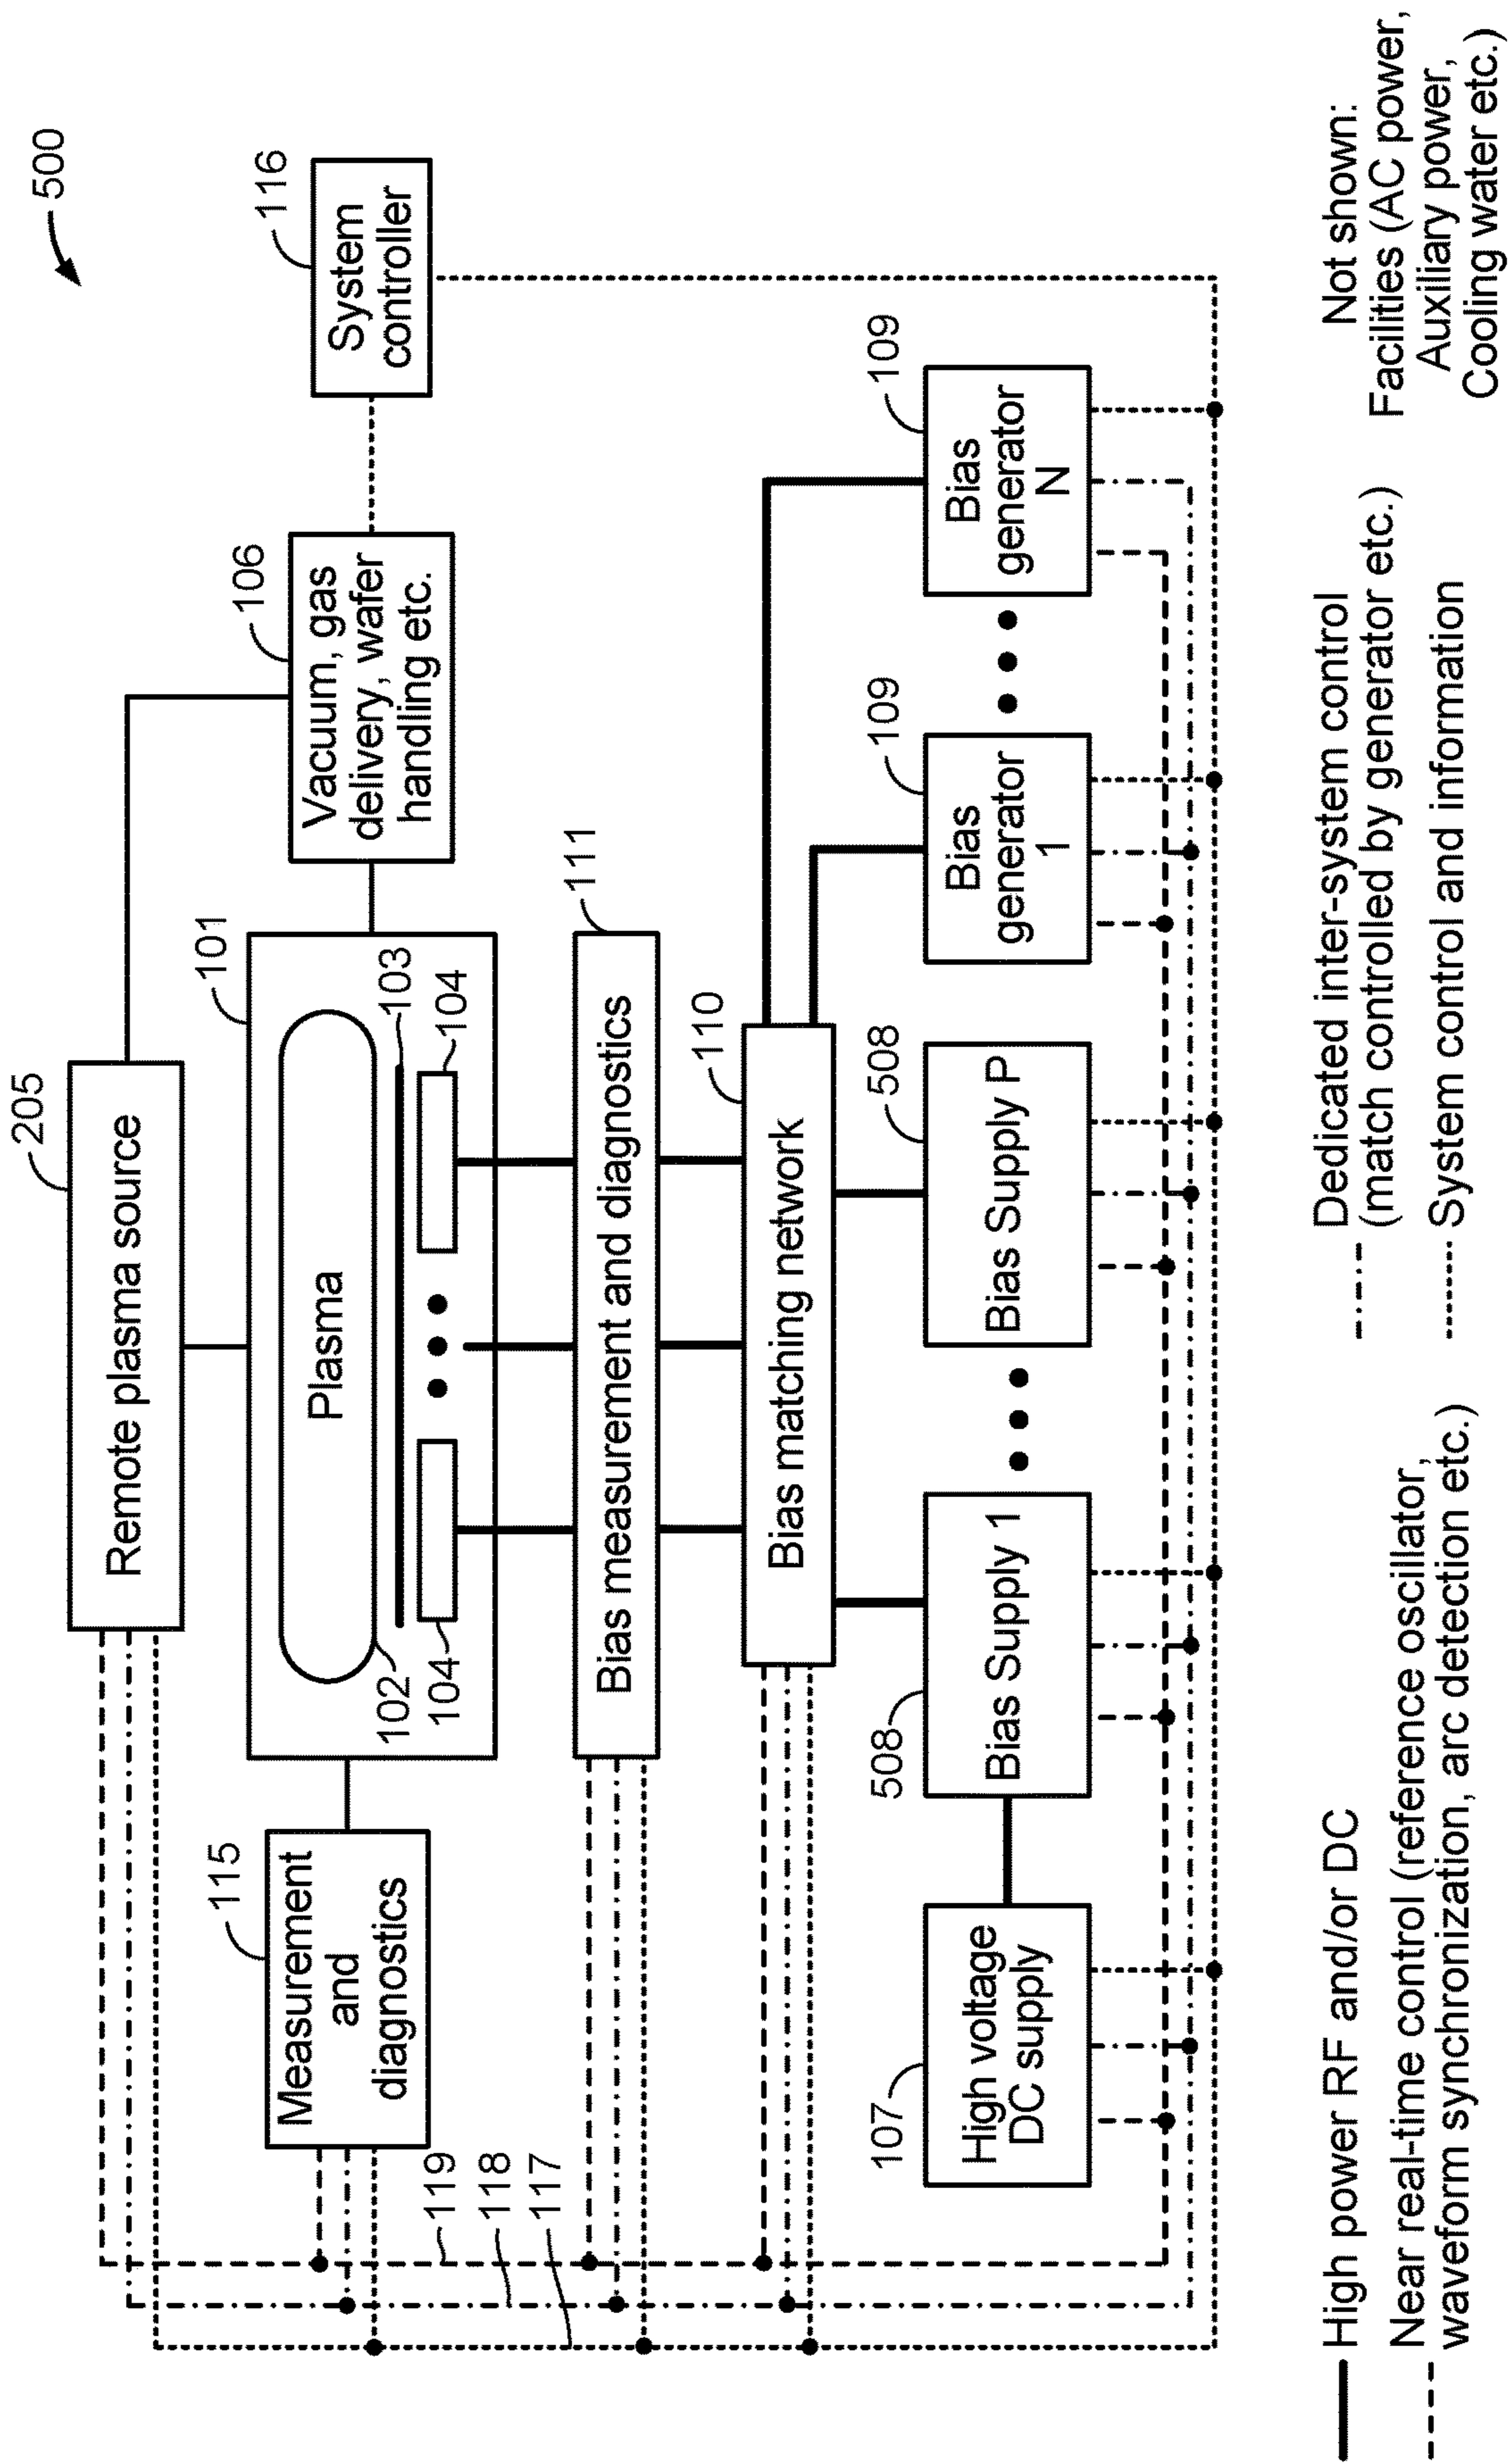 500
205
Remote plasma source
101
Plasma
102
103
104
104
115
Measurement
and
diagnostics
106
Vacuum, gas
delivery, wafer
handling etc.
116
System
controller
111
Bias measurement and diagnostics
110
Bias matching network
119
118
117
107
High voltage
DC supply
508
Bias Supply 1
508
Bias Supply P
109
Bias
generator
1
109
Bias
generator
N
High power RF and/or DC
Near real-time control (reference oscillator,
waveform synchronization, arc detection etc.)
Dedicated inter-system control
(match controlled by generator etc.)
System control and information
Not shown:
Facilities (AC power,
Auxiliary power,
Cooling water etc.)